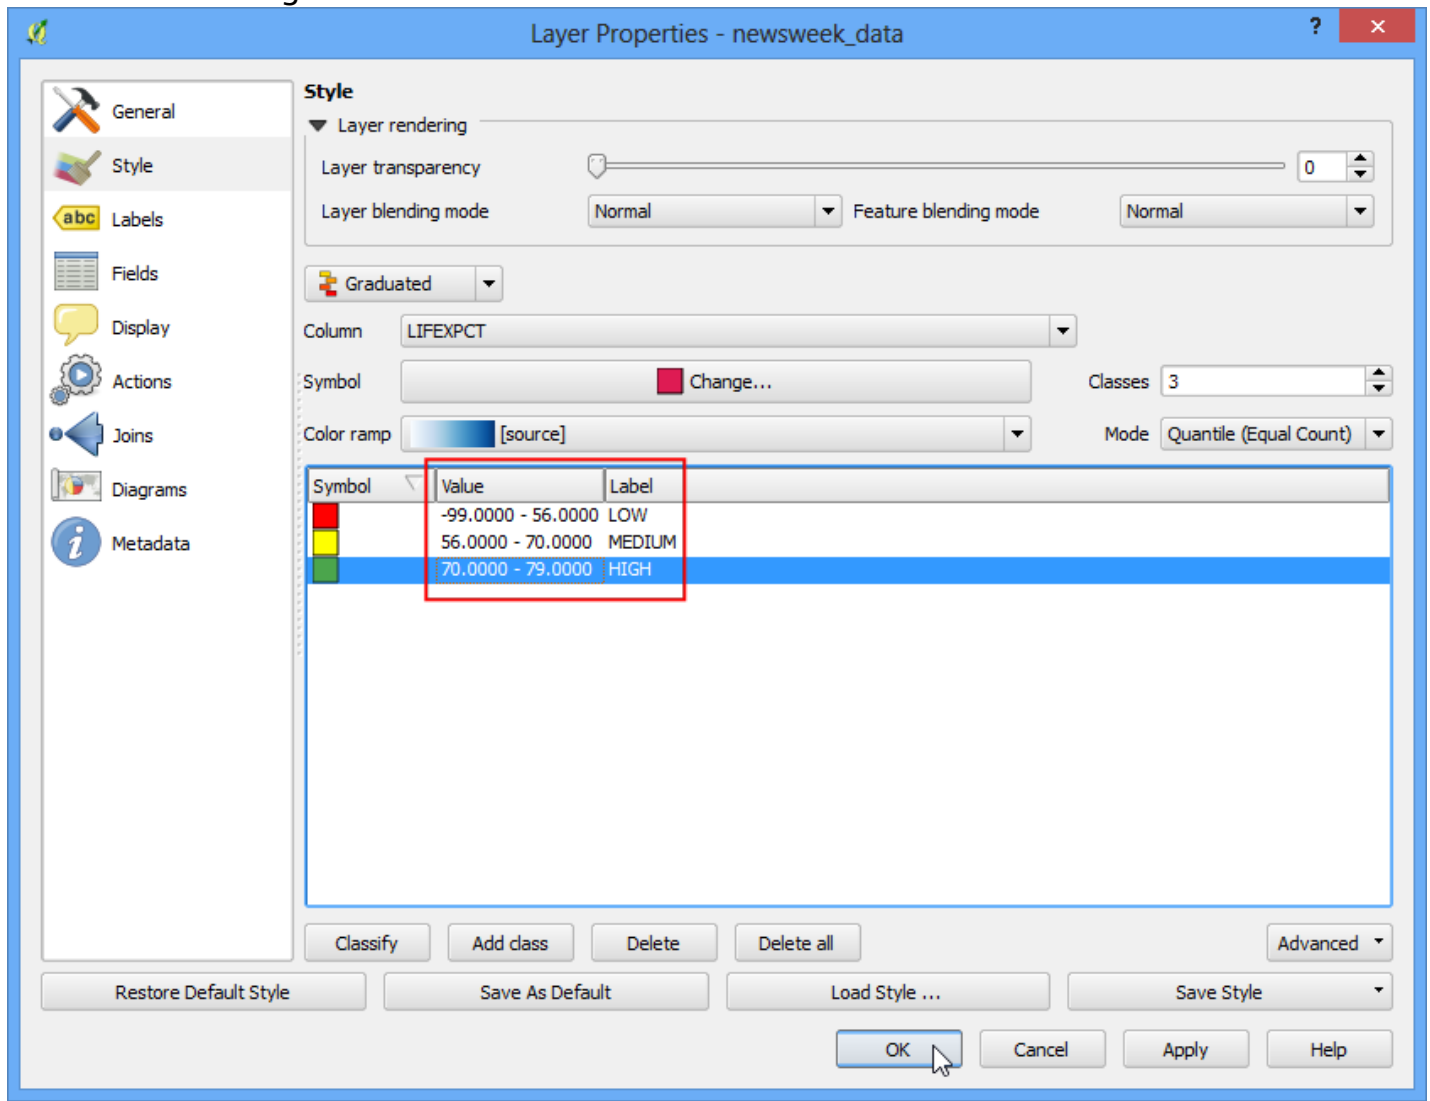 Layer Properties - newsweek_data ? ×
General
Style
abc Labels
Fields
Display
Actions
Joins
Diagrams
i Metadata
Style
Layer rendering
Layer transparency 0
Layer blending mode Normal Feature blending mode Normal
Graduated
Column LIFEXPCT
Symbol Change... Classes 3
Color ramp [source] Mode Quantile (Equal Count)
Symbol Value Label
-99.0000 - 56.0000 LOW
56.0000 - 70.0000 MEDIUM
70.0000 - 79.0000 HIGH
Classify Add class Delete Delete all Advanced
Restore Default Style Save As Default Load Style ... Save Style
OK Cancel Apply Help